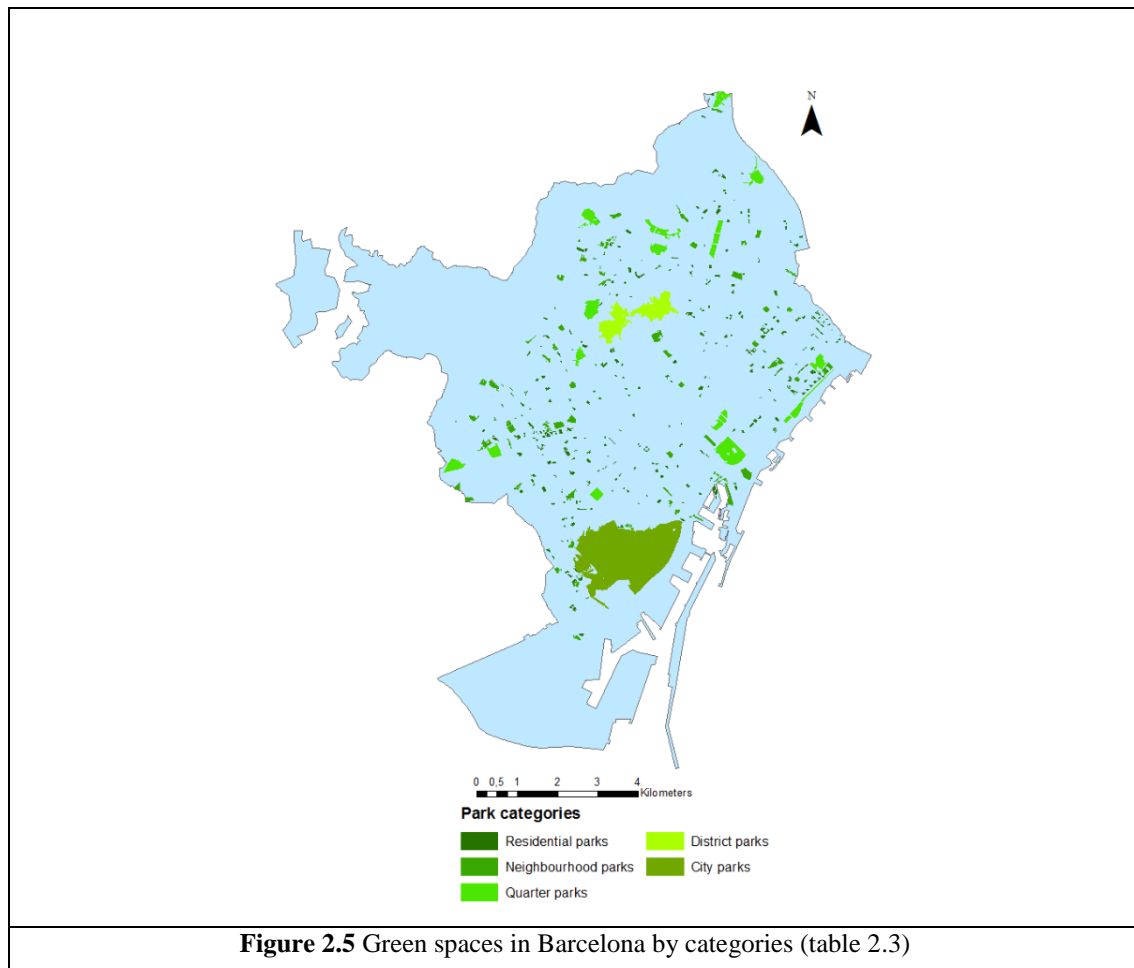 N
0 0,5 1 2 3 4
Kilometers
Park categories
Residential parks District parks
Neighbourhood parks City parks
Quarter parks
Figure 2.5 Green spaces in Barcelona by categories (table 2.3)